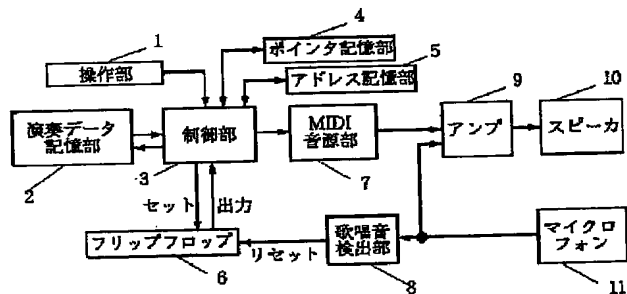 4
ポインタ記憶部
1
5
操作部
アドレス記憶部
9
10
演奏データ
記憶部
制御部
MIDI
音源部
アンプ
スピーカ
2
3
7
セット
出力
フリップフロップ
リセット
歌唱音
検出部
マイクロ
フォン
6
8
11